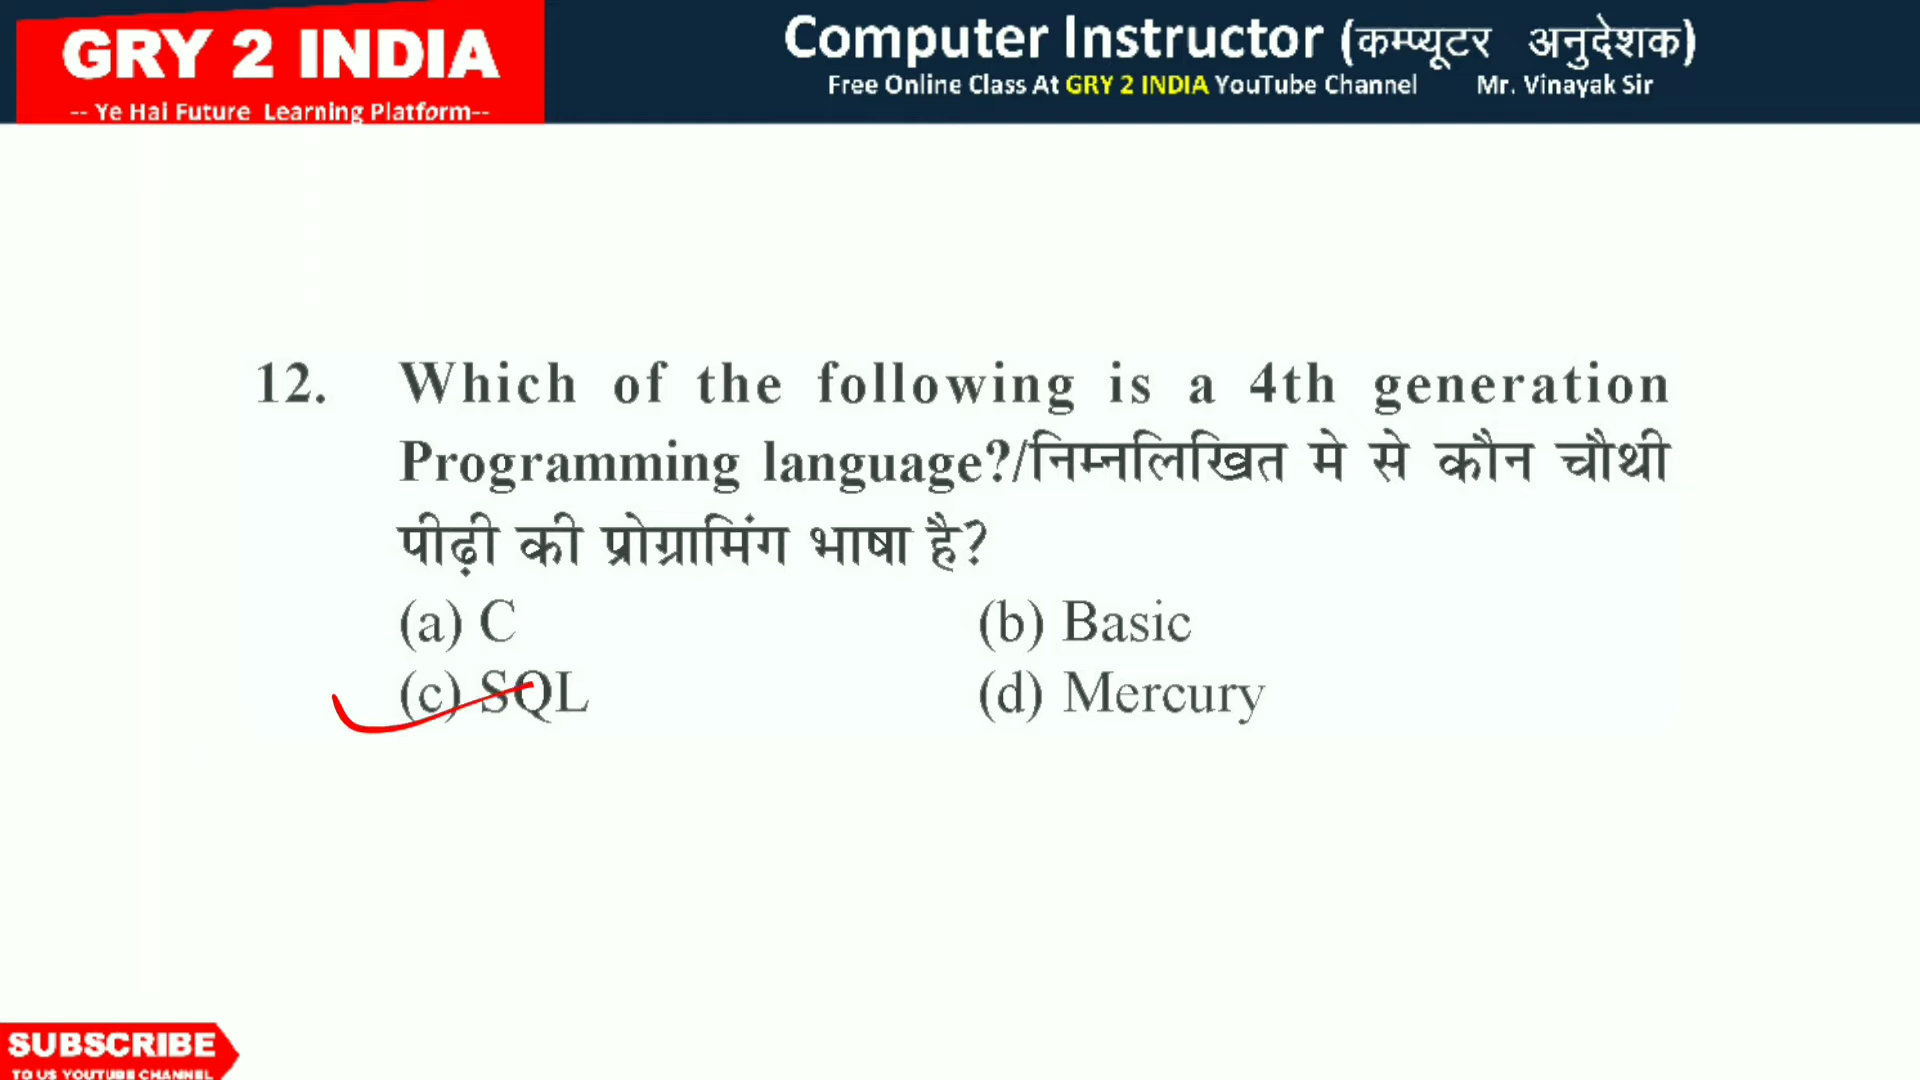 GRY 2 INDIA
-- Ye Hai Future Learning Platform--
Computer Instructor (कम्प्यूटर अनुदेशक)
Free Online Class At GRY 2 INDIA YouTube Channel Mr. Vinayak Sir
12. Which of the following is a 4th generation
Programming language?/निम्नलिखित मे से कौन चौथी
पीढ़ी की प्रोग्रामिंग भाषा है?
(a) C (b) Basic
(c) SQL (d) Mercury
SUBSCRIBE
TO US YOUTUBE CHANNEL